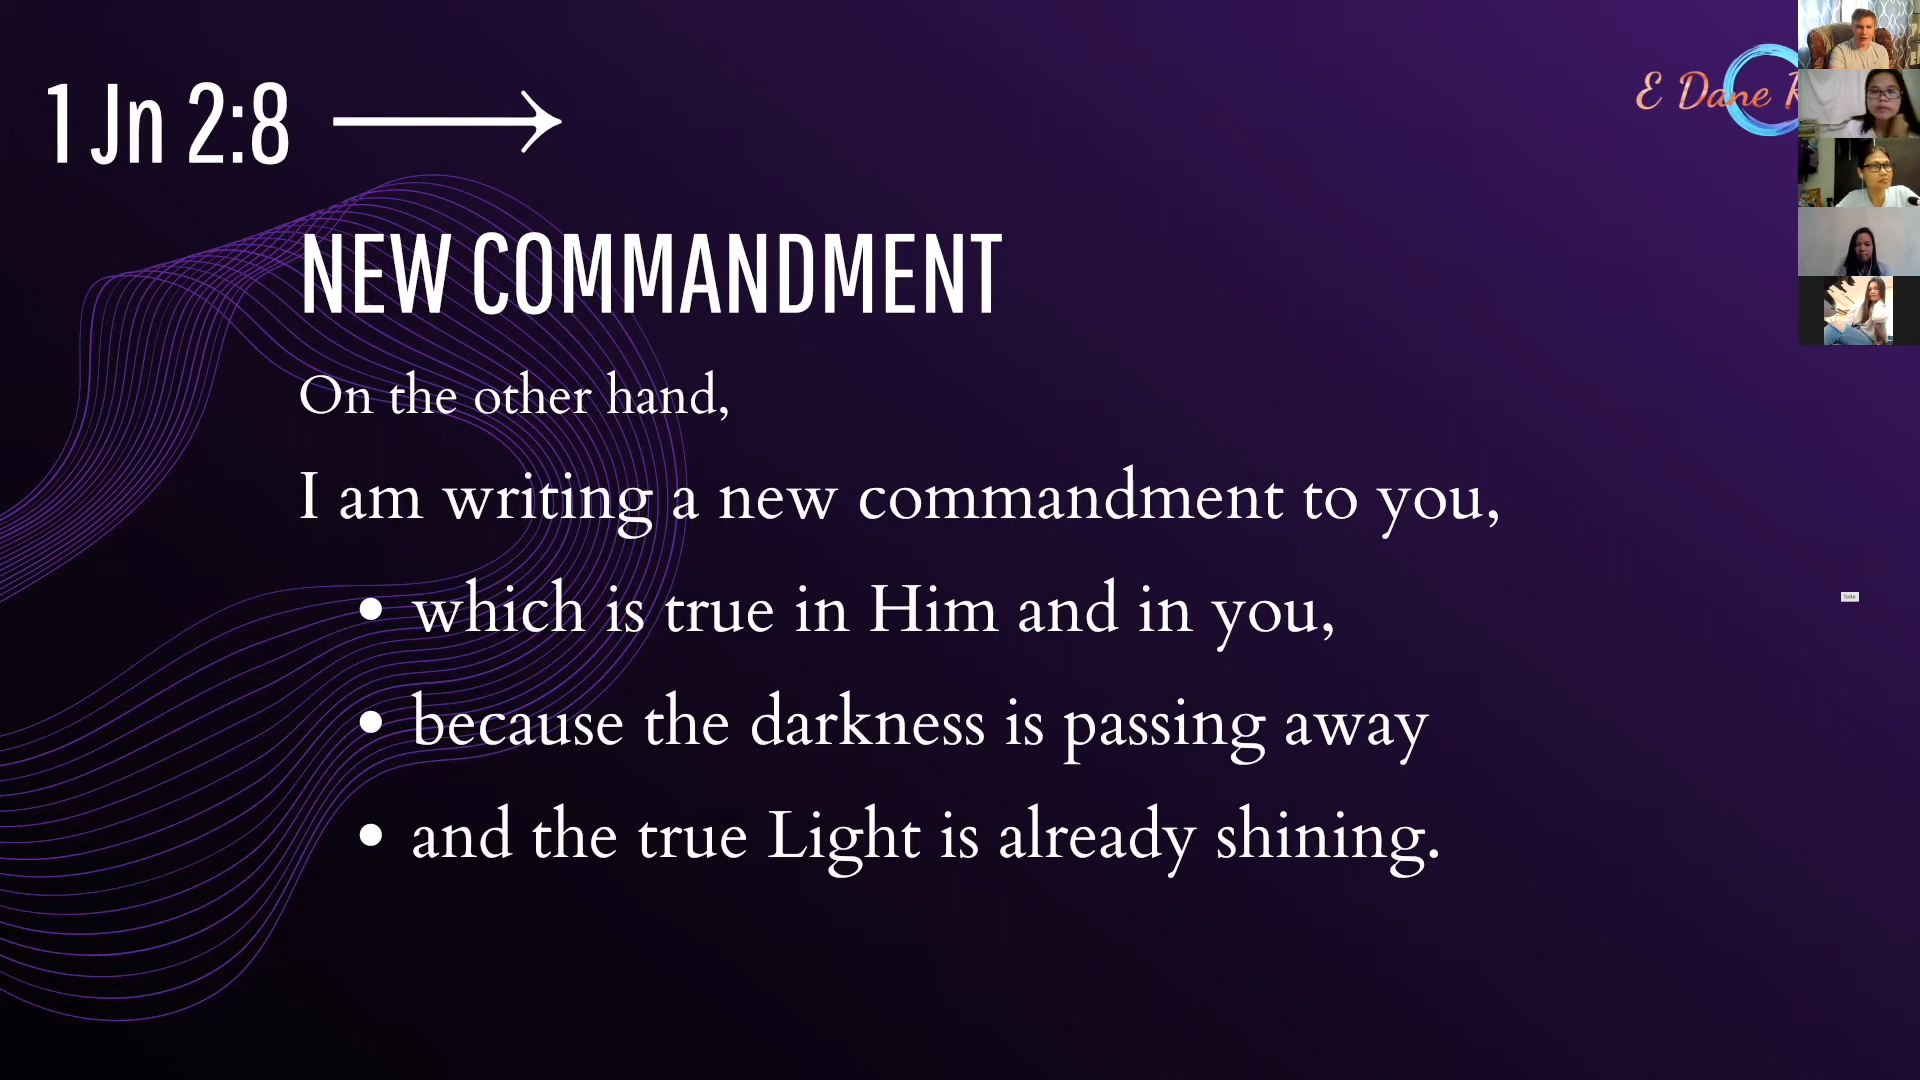 1 Jn 2:8
E Dane
NEW COMMANDMENT
On the other hand,
I am writing a new commandment to you,
• which is true in Him and in you,
• because the darkness is passing away
• and the true Light is already shining.